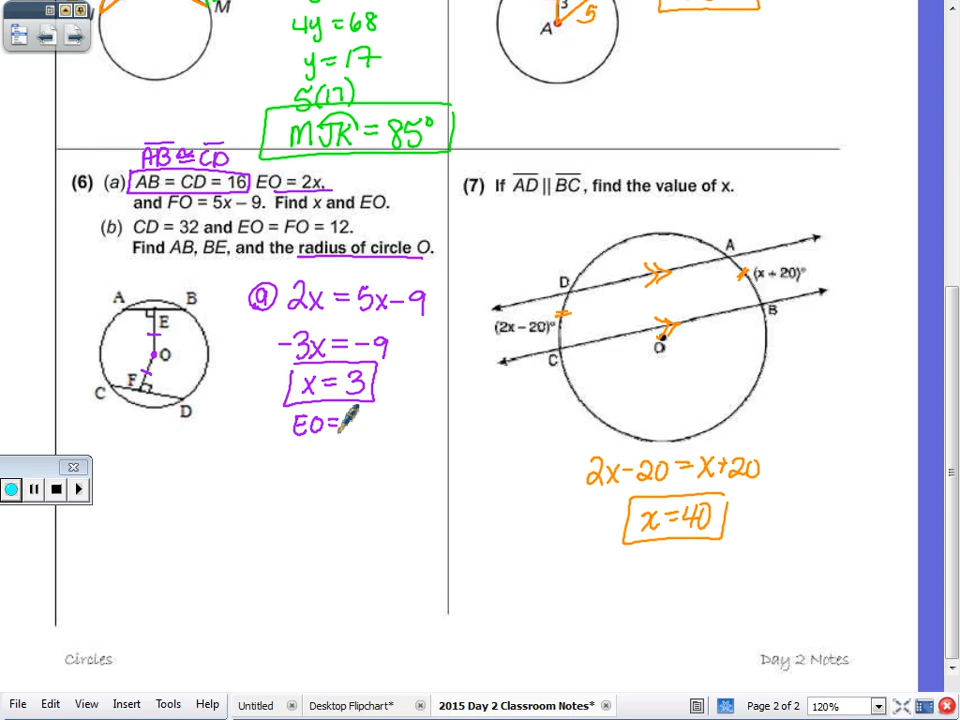 M
4y = 68
y = 17
5(17)
m JK = 85°
A
3
5
AB ≅ CD
(6) (a) AB = CD = 16 EO = 2x,
and FO = 5x – 9. Find x and EO.
(b) CD = 32 and EO = FO = 12.
Find AB, BE, and the radius of circle O.
A
B
E
O
F
C
D
(a) 2x = 5x – 9
-3x = -9
x = 3
EO =
(7) If AD || BC, find the value of x.
A
D
(x + 20)°
B
(2x – 20)°
O
C
2x – 20 = x + 20
x = 40
Circles
Day 2 Notes
File Edit View Insert Tools Help Untitled Desktop Flipchart* 2015 Day 2 Classroom Notes* Page 2 of 2 120%